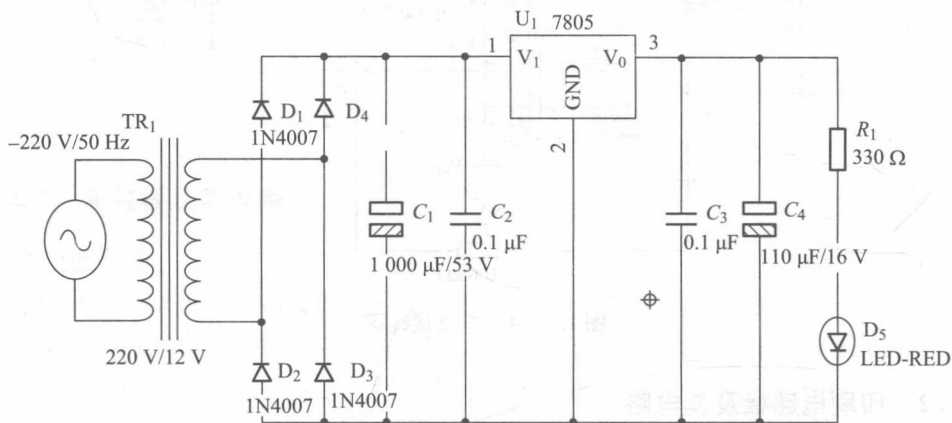 U₁ 7805
1
V₁
V₀
3
GND
2
D₁
1N4007
D₄
TR₁
–220 V/50 Hz
R₁
330 Ω
C₁
1 000 μF/53 V
C₂
0.1 μF
C₃
0.1 μF
C₄
110 μF/16 V
220 V/12 V
D₂
1N4007
D₃
1N4007
D₅
LED-RED